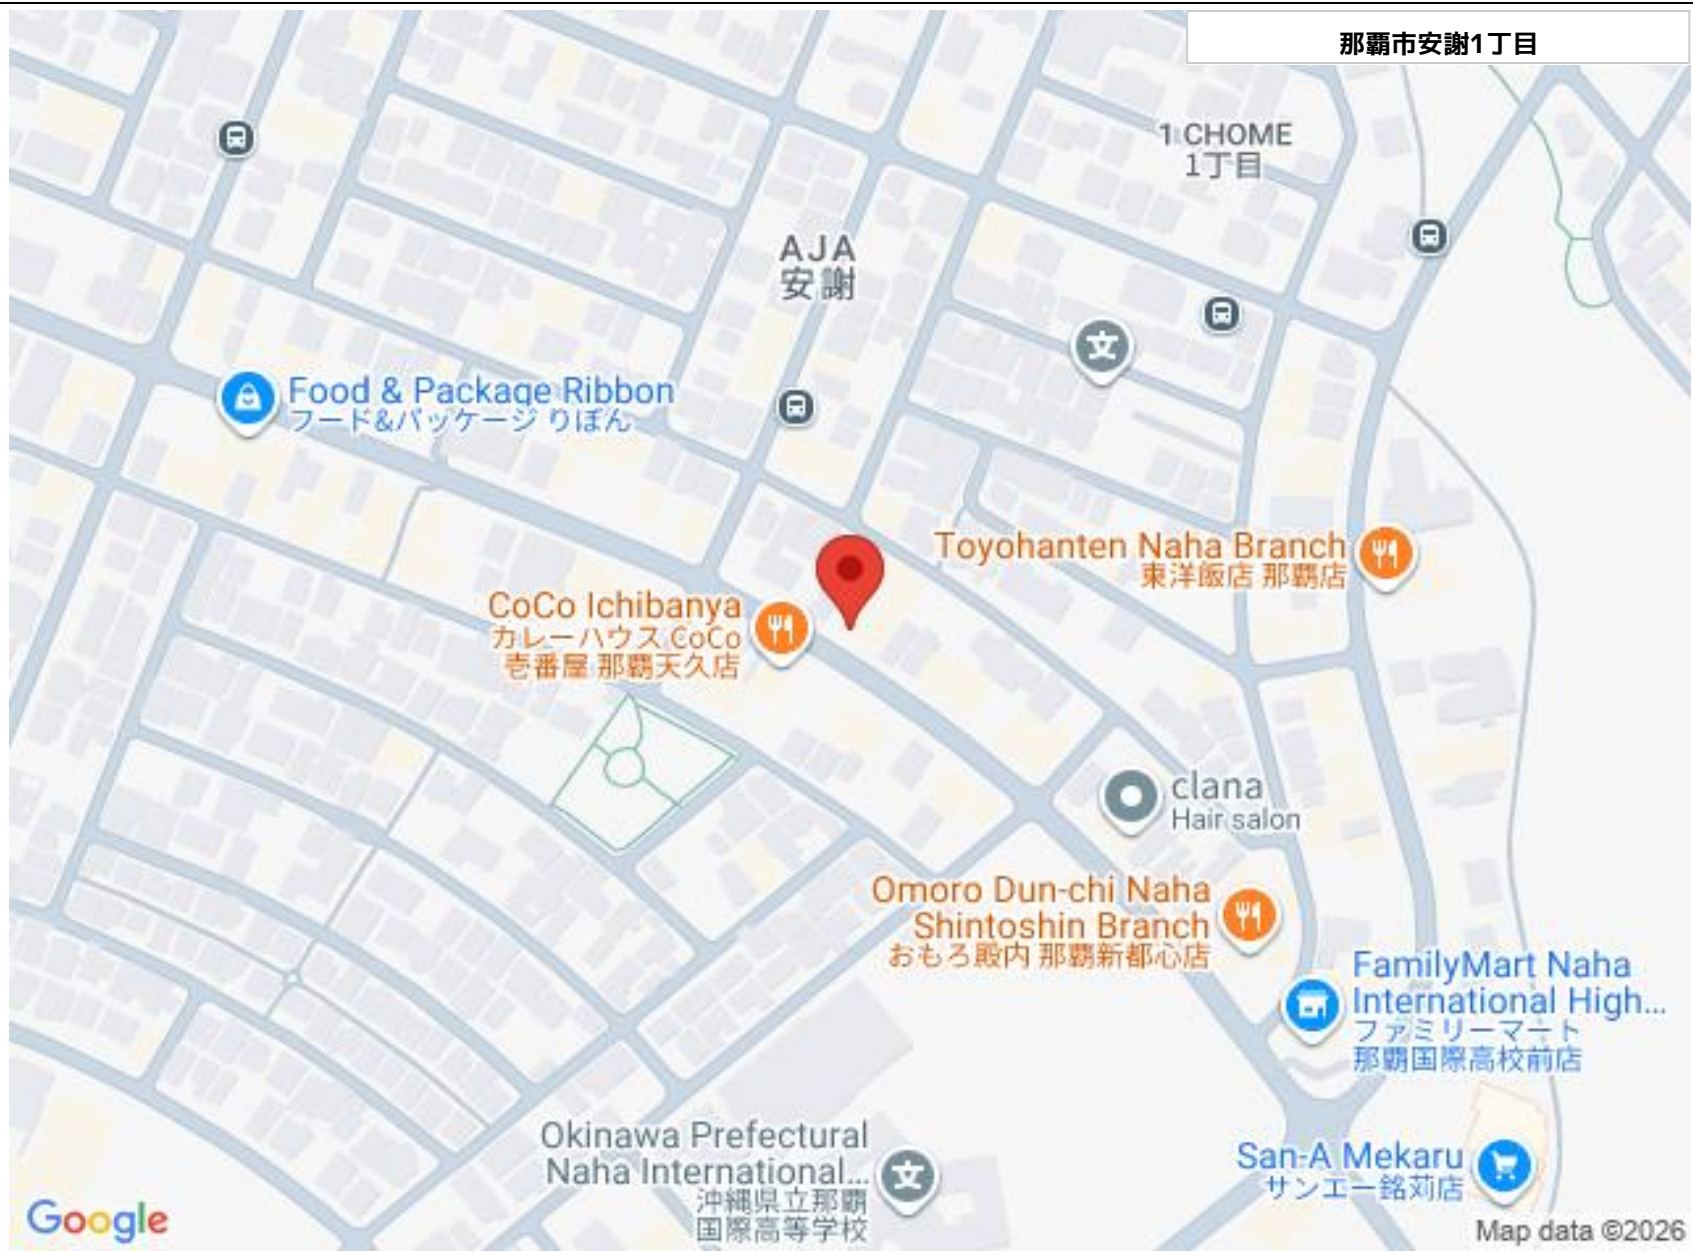 那覇市安謝1丁目
1 CHOME
1丁目
AJA
安謝
Food & Package Ribbon
フード&パッケージ りぼん
Toyohanten Naha Branch
東洋飯店 那覇店
CoCo Ichibanya
カレーハウス CoCo
壱番屋 那覇天久店
clana
Hair salon
Omoro Dun-chi Naha
Shintoshin Branch
おもろ殿内 那覇新都心店
FamilyMart Naha
International High...
ファミリーマート
那覇国際高校前店
Okinawa Prefectural
Naha International...
沖縄県立那覇
国際高等学校
San-A Mekaru
サンエー銘苅店
Google
Map data ©2026
文
文